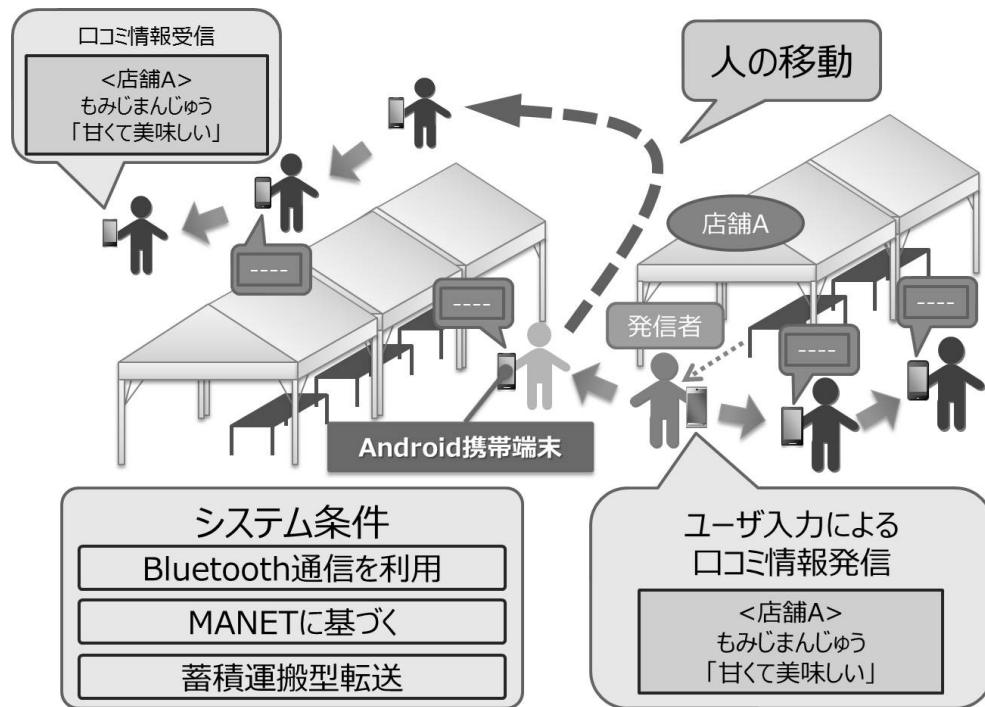 口コミ情報受信
<店舗A>
もみじまんじゅう
「甘くて美味しい」
人の移動
店舗A
----
----
発信者
----
----
Android携帯端末
システム条件
Bluetooth通信を利用
MANETに基づく
蓄積運搬型転送
ユーザ入力による
口コミ情報発信
<店舗A>
もみじまんじゅう
「甘くて美味しい」